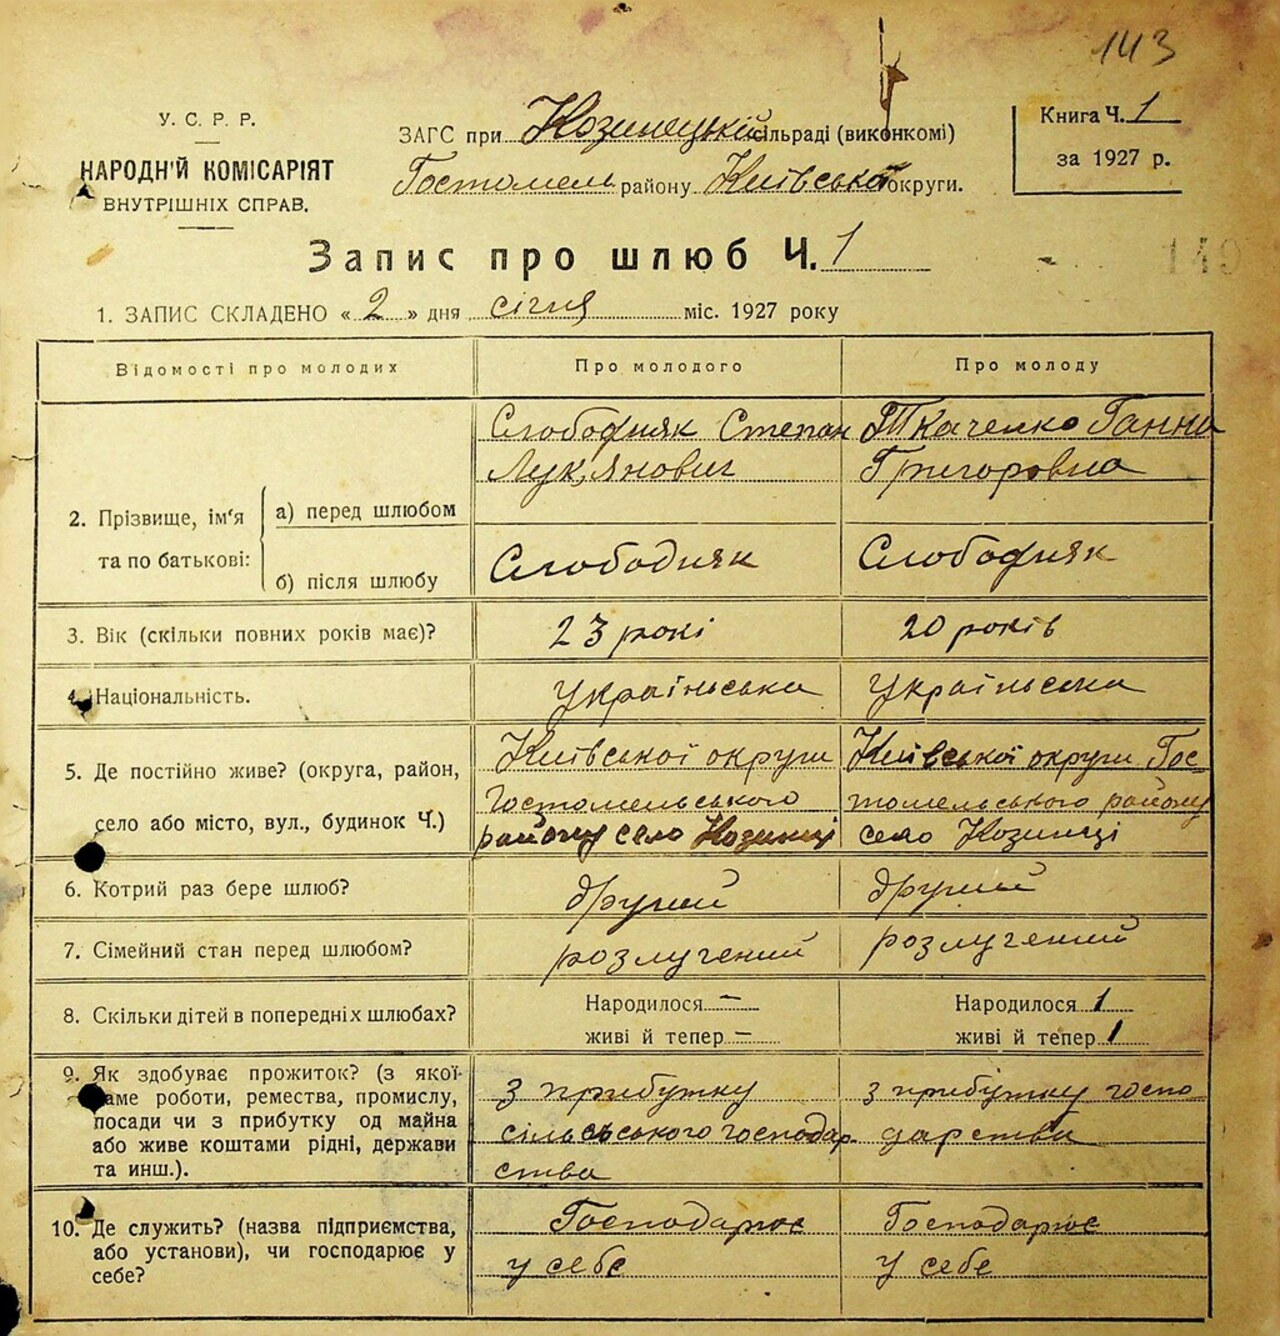 143
У. С. Р. Р.
НАРОДНʼЙ КОМІСАРІЯТ
ВНУТРІШНІХ СПРАВ.
ЗАГС при Козинецькій сільраді (виконкомі)
Гостомель району Київської округи.
Книга Ч. 1
за 1927 р.
Запис про шлюб Ч. 1
149
1. ЗАПИС СКЛАДЕНО « 2 » дня січня міс. 1927 року
Відомості про молодих
Про молодого
Про молоду
2. Прізвище, ім‘я
та по батькові:
а) перед шлюбом
Слободняк Степан
Лук,янович
Ткаченко Ганна
Григоровна
б) після шлюбу
Слободняк
Слободняк
3. Вік (скільки повних років має)?
23 рокі
20 років
4. Національність.
Українська
Українська
5. Де постійно живе? (округа, район,
село або місто, вул., будинок Ч.)
Київської округи
Гостомельського
району село Козинці
Київської округи Гос
томельського району
село Козинці
6. Котрий раз бере шлюб?
другий
другий
7. Сімейний стан перед шлюбом?
розлучений
розлучений
8. Скільки дітей в попередніх шлюбах?
Народилося –
живі й тепер –
Народилося 1
живі й тепер 1
9. Як здобуває прожиток? (з якої
саме роботи, ремества, промислу,
посади чи з прибутку од майна
або живе коштами рідні, держави
та инш.).
з прибутку
сільського господар
ства
з прибутку госпо
дарства
10. Де служить? (назва підприємства,
або установи), чи господарює у
себе?
Господарює
у себе
Господарює
у себе